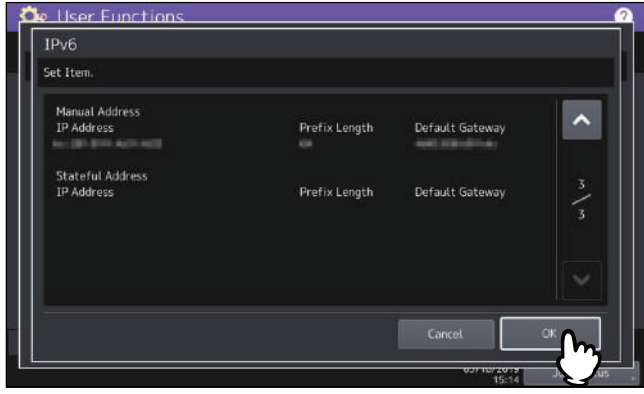 User Functions
?
IPv6
Set Item.
Manual Address
IP Address Prefix Length Default Gateway
Stateful Address
IP Address Prefix Length Default Gateway
3
3
Cancel OK
15:14